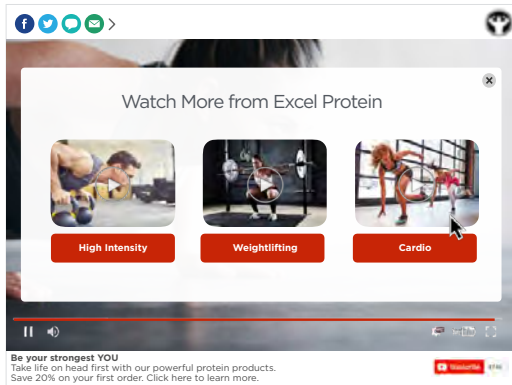 Watch More from Excel Protein
High Intensity
Weightlifting
Cardio
Be your strongest YOU
Take life on head first with our powerful protein products.
Save 20% on your first order. Click here to learn more.